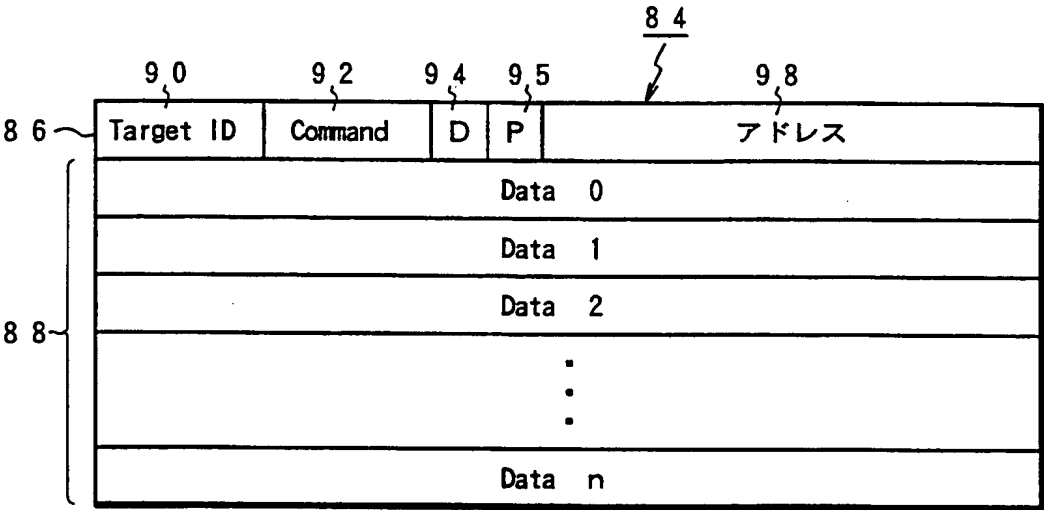 84
90 92 94 95 98
86 Target ID Command D P アドレス
Data 0
Data 1
Data 2
88
Data n